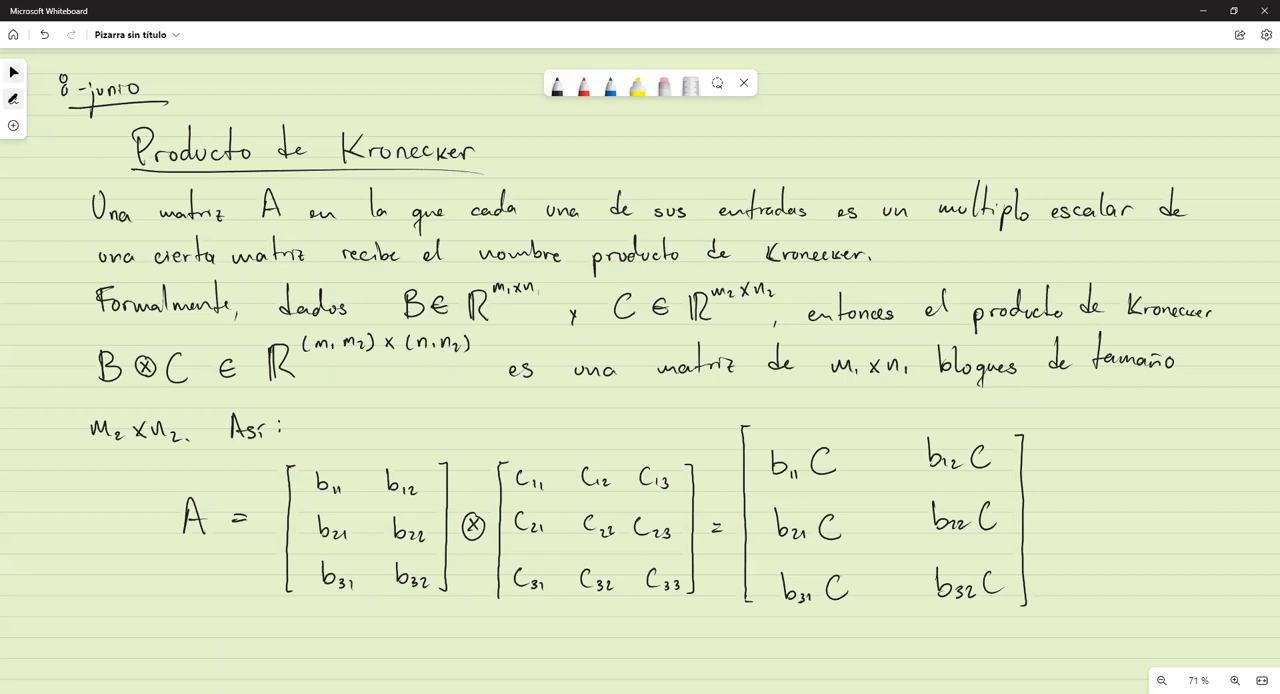 Microsoft Whiteboard
Pizarra sin título
8-junio
Producto de Kronecker
Una matriz A en la que cada una de sus entradas es un multiplo escalar de
una cierta matriz recibe el nombre producto de Kronecker.
Formalmente, dados B ∈ ℝ^{m₁×n₁} y C ∈ ℝ^{m₂×n₂}, entonces el producto de Kronecker
B ⊗ C ∈ ℝ^{(m₁m₂)×(n₁n₂)} es una matriz de m₁×n₁ bloques de tamaño
m₂×n₂. Así:
A = [b₁₁ b₁₂; b₂₁ b₂₂; b₃₁ b₃₂] ⊗ [C₁₁ C₁₂ C₁₃; C₂₁ C₂₂ C₂₃; C₃₁ C₃₂ C₃₃] = [b₁₁C b₁₂C; b₂₁C b₂₂C; b₃₁C b₃₂C]
71 %